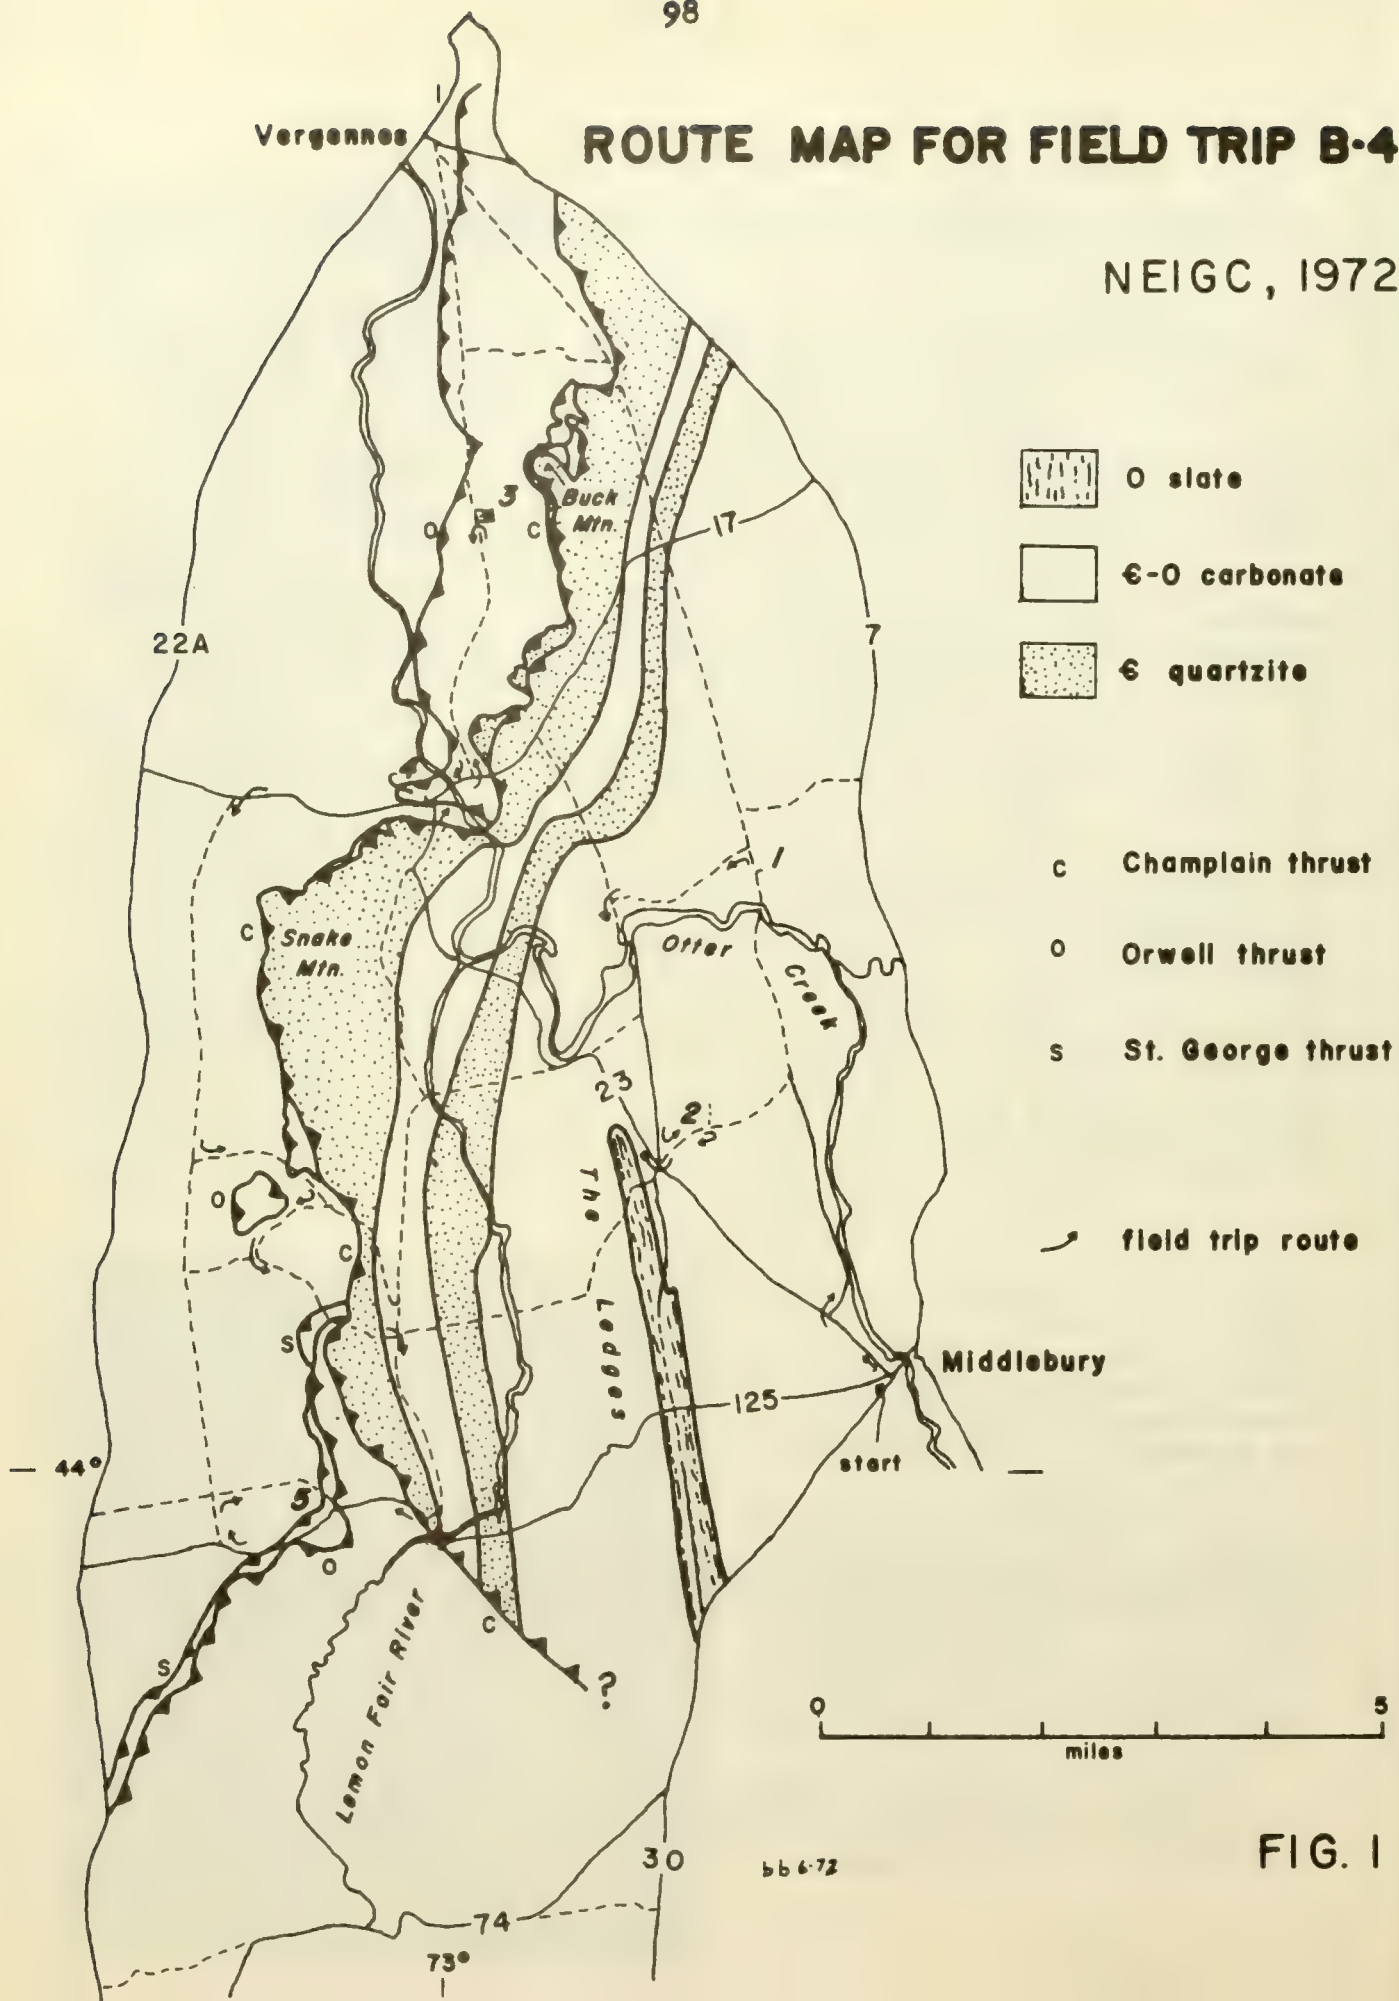 98
Vergennes
ROUTE MAP FOR FIELD TRIP B-4
NEIGC, 1972
3
Buck
Mtn.
O
C
17
22A
7
O slate
Є-O carbonate
Є quartzite
1
C
Snake
Mtn.
Otter
Creek
C Champlain thrust
O Orwell thrust
S St. George thrust
field trip route
23
2
The
Ledges
O
C
S
Middlebury
125
start
44°
5
O
C
S
?
Lemon Fair River
0 5
miles
30
bb 6-72
FIG. 1
74
73°